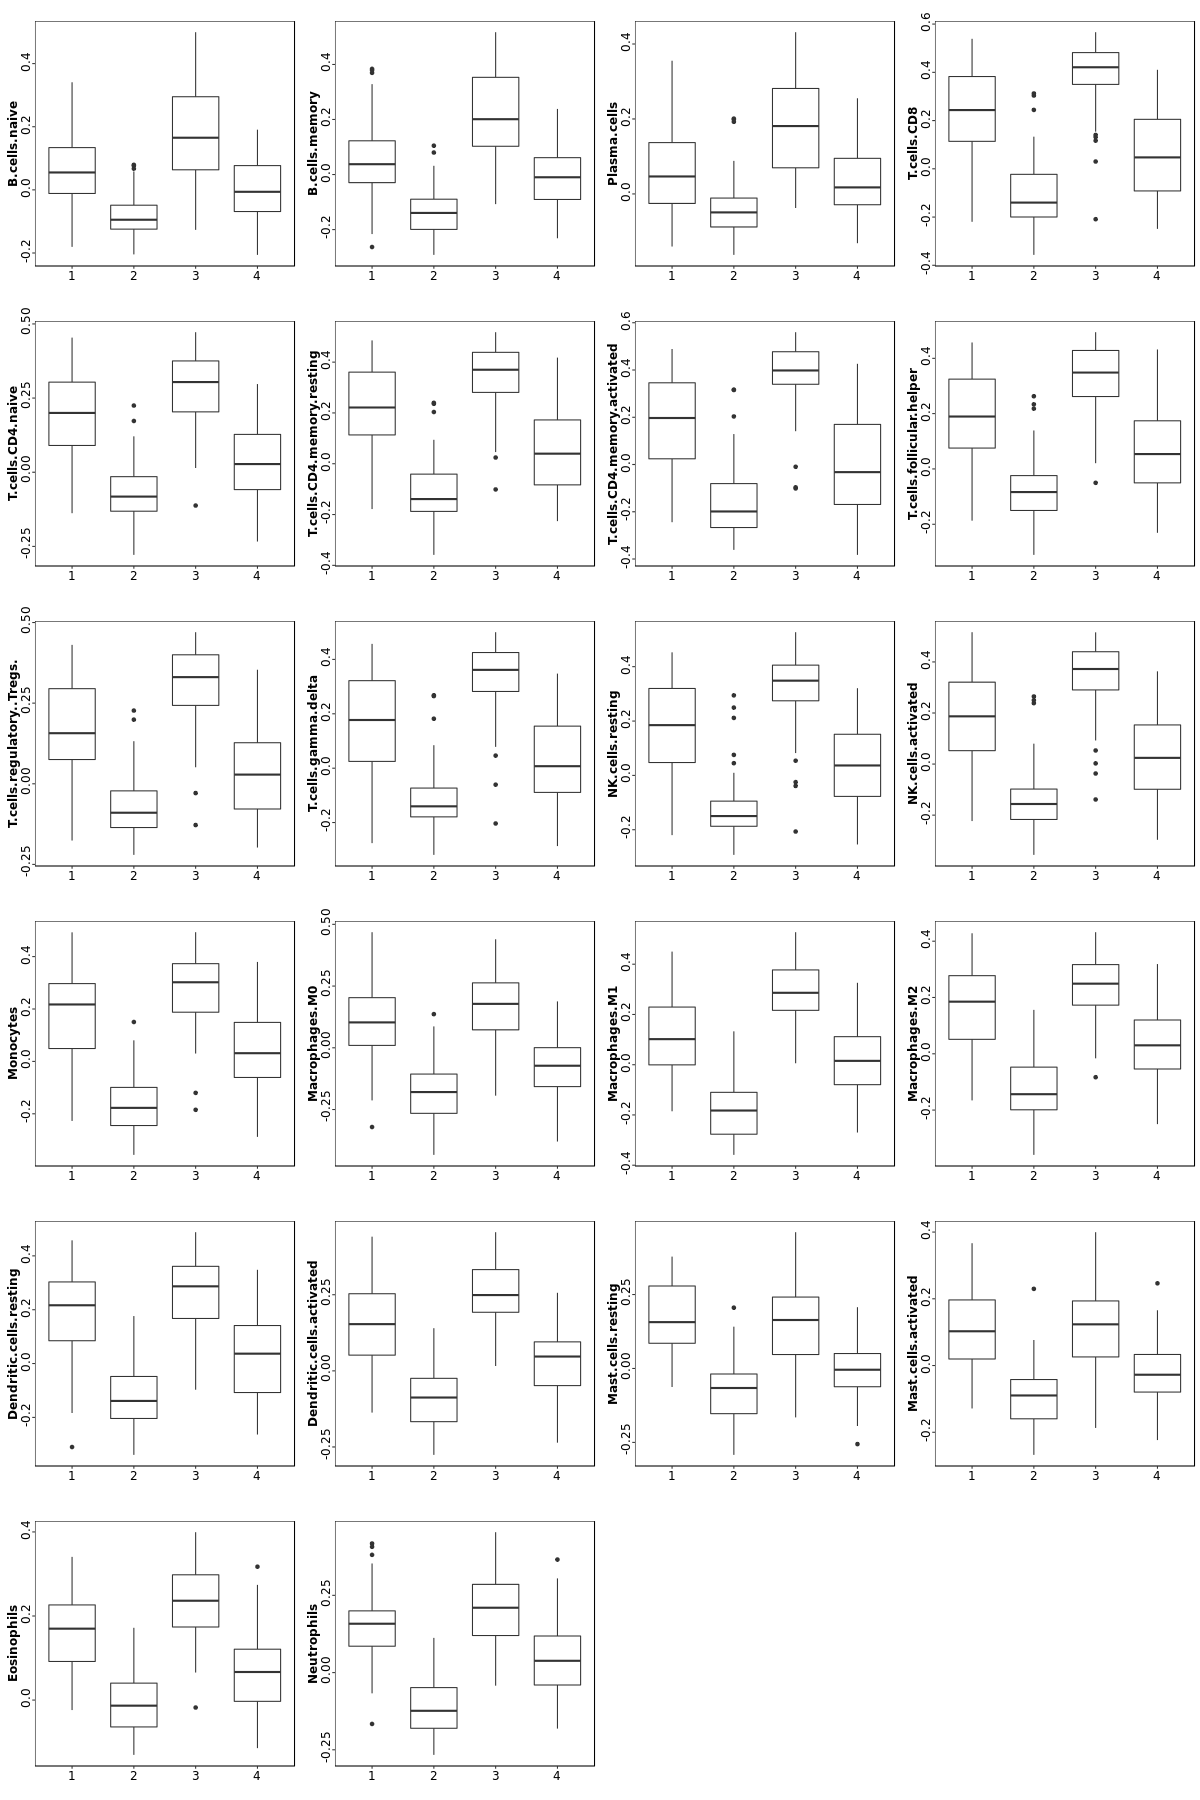 B.cells.naive
-0.2 0.0 0.2 0.4
1 2 3 4
B.cells.memory
-0.2 0.0 0.2 0.4
1 2 3 4
Plasma.cells
0.0 0.2 0.4
1 2 3 4
T.cells.CD8
-0.4 -0.2 0.0 0.2 0.4 0.6
1 2 3 4
T.cells.CD4.naive
-0.25 0.00 0.25 0.50
1 2 3 4
T.cells.CD4.memory.resting
-0.4 -0.2 0.0 0.2 0.4
1 2 3 4
T.cells.CD4.memory.activated
-0.4 -0.2 0.0 0.2 0.4 0.6
1 2 3 4
T.cells.follicular.helper
-0.2 0.0 0.2 0.4
1 2 3 4
T.cells.regulatory..Tregs.
-0.25 0.00 0.25 0.50
1 2 3 4
T.cells.gamma.delta
-0.2 0.0 0.2 0.4
1 2 3 4
NK.cells.resting
-0.2 0.0 0.2 0.4
1 2 3 4
NK.cells.activated
-0.2 0.0 0.2 0.4
1 2 3 4
Monocytes
-0.2 0.0 0.2 0.4
1 2 3 4
Macrophages.M0
-0.25 0.00 0.25 0.50
1 2 3 4
Macrophages.M1
-0.4 -0.2 0.0 0.2 0.4
1 2 3 4
Macrophages.M2
-0.2 0.0 0.2 0.4
1 2 3 4
Dendritic.cells.resting
-0.2 0.0 0.2 0.4
1 2 3 4
Dendritic.cells.activated
-0.25 0.00 0.25
1 2 3 4
Mast.cells.resting
-0.25 0.00 0.25
1 2 3 4
Mast.cells.activated
-0.2 0.0 0.2 0.4
1 2 3 4
Eosinophils
0.0 0.2 0.4
1 2 3 4
Neutrophils
-0.25 0.00 0.25
1 2 3 4